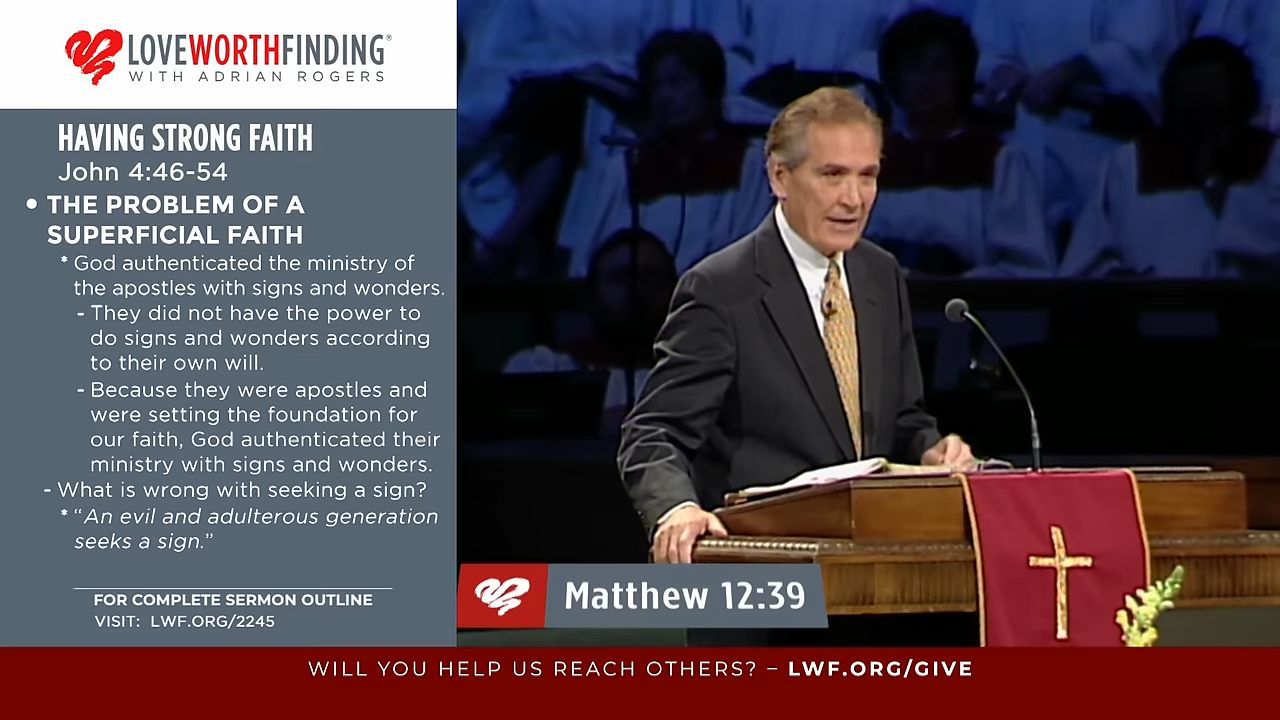 LOVEWORTHFINDING®
WITH ADRIAN ROGERS
HAVING STRONG FAITH
John 4:46-54
• THE PROBLEM OF A
SUPERFICIAL FAITH
* God authenticated the ministry of
the apostles with signs and wonders.
- They did not have the power to
do signs and wonders according
to their own will.
- Because they were apostles and
were setting the foundation for
our faith, God authenticated their
ministry with signs and wonders.
- What is wrong with seeking a sign?
* “An evil and adulterous generation
seeks a sign.”
FOR COMPLETE SERMON OUTLINE
VISIT: LWF.ORG/2245
Matthew 12:39
WILL YOU HELP US REACH OTHERS? – LWF.ORG/GIVE